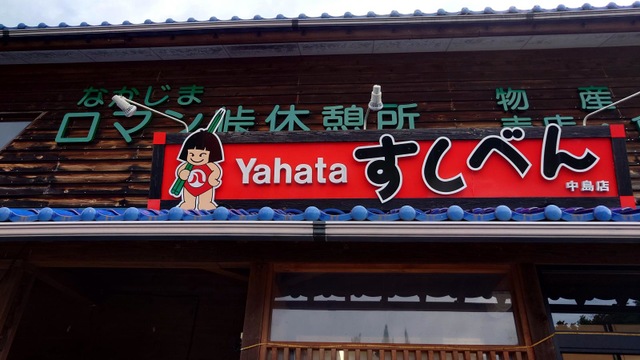 なかじま
ロマン峠休憩所
物産
Yahata すしべん
中島店
八